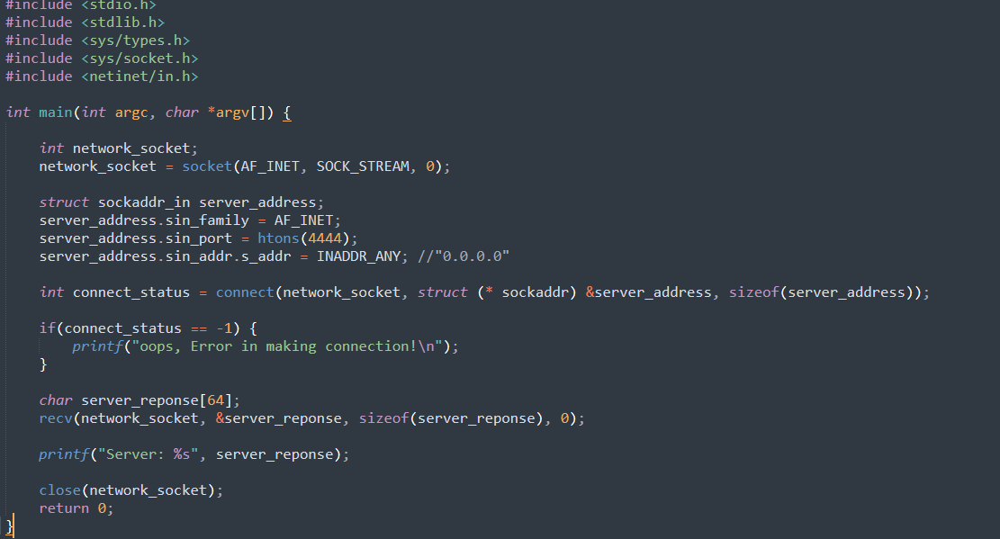 #include <stdio.h>
#include <stdlib.h>
#include <sys/types.h>
#include <sys/socket.h>
#include <netinet/in.h>
int main(int argc, char *argv[]) {
int network_socket;
network_socket = socket(AF_INET, SOCK_STREAM, 0);
struct sockaddr_in server_address;
server_address.sin_family = AF_INET;
server_address.sin_port = htons(4444);
server_address.sin_addr.s_addr = INADDR_ANY; //"0.0.0.0"
int connect_status = connect(network_socket, struct (* sockaddr) &server_address, sizeof(server_address));
if(connect_status == -1) {
printf("oops, Error in making connection!\n");
}
char server_reponse[64];
recv(network_socket, &server_reponse, sizeof(server_reponse), 0);
printf("Server: %s", server_reponse);
close(network_socket);
return 0;
}